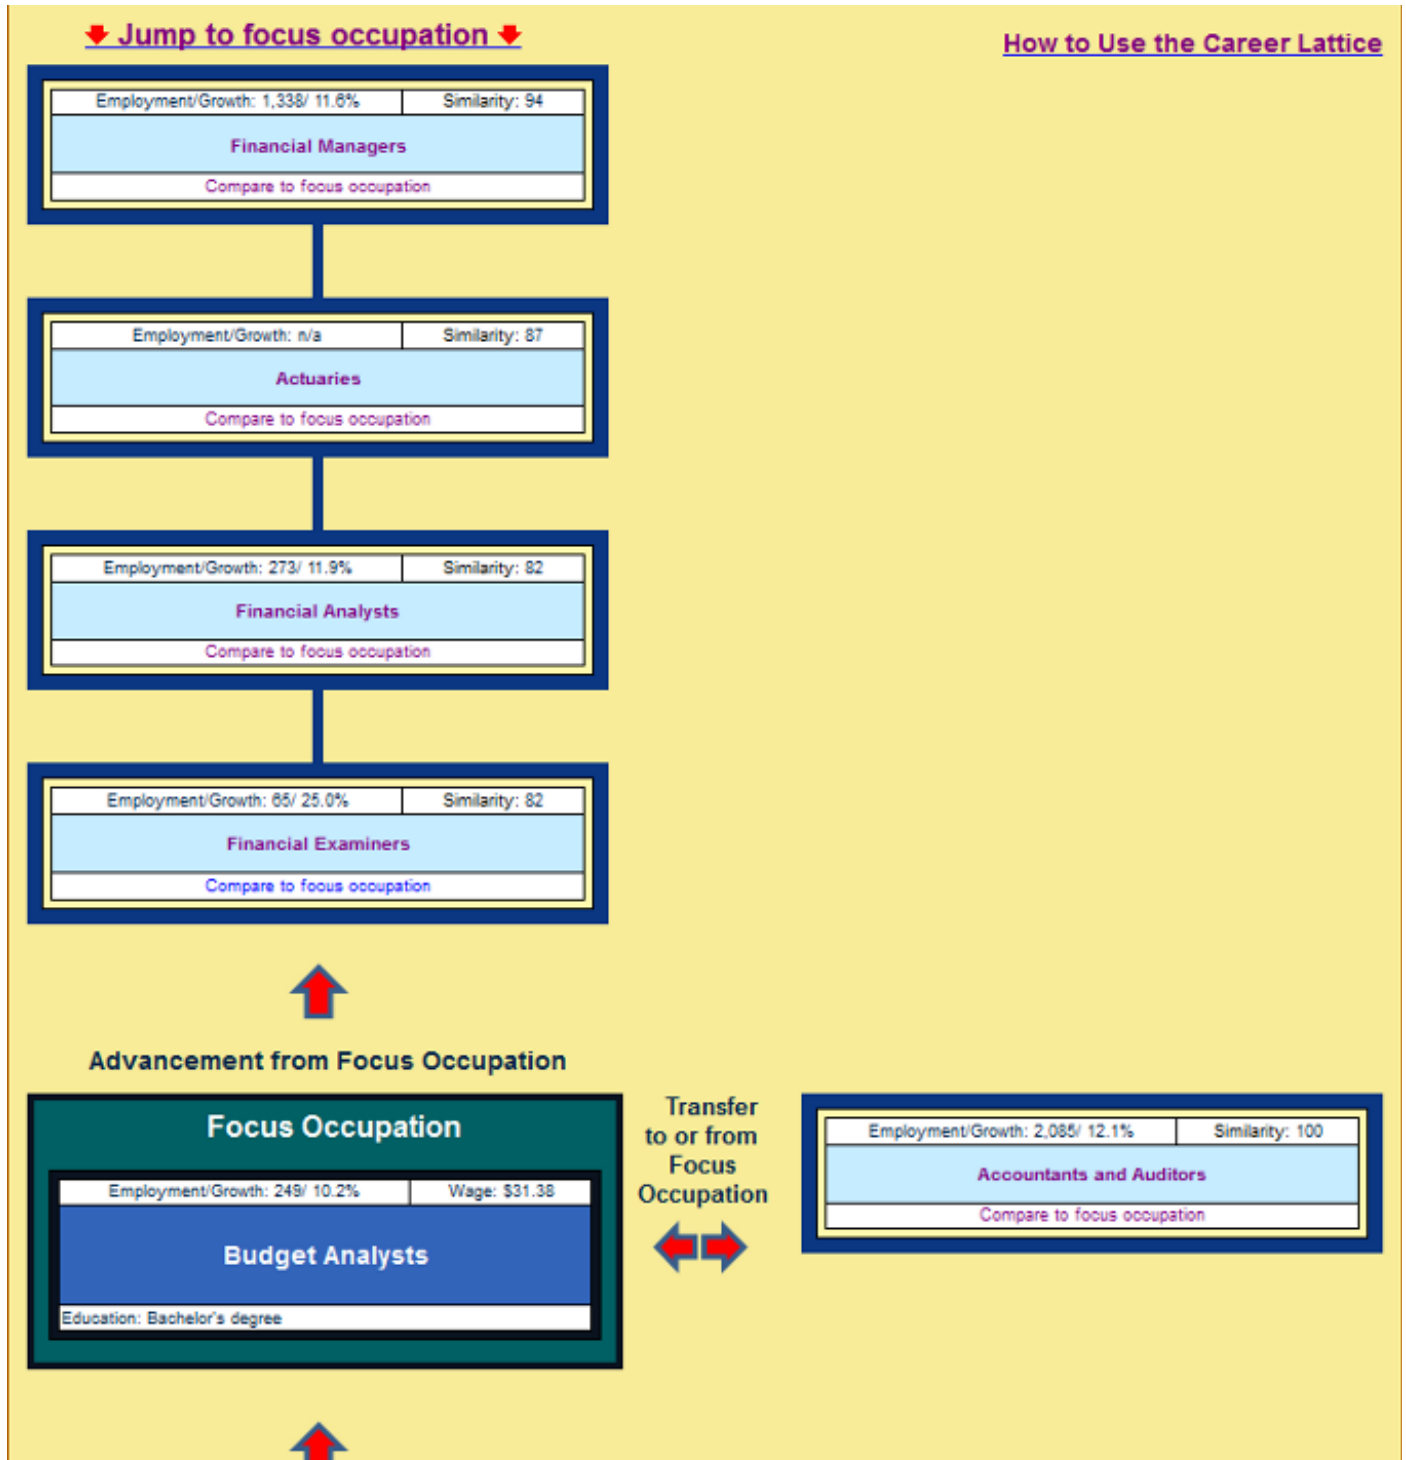 Jump to focus occupation
How to Use the Career Lattice
Employment/Growth: 1,338/ 11.6% Similarity: 94
Financial Managers
Compare to focus occupation
Employment/Growth: n/a Similarity: 87
Actuaries
Compare to focus occupation
Employment/Growth: 273/ 11.9% Similarity: 82
Financial Analysts
Compare to focus occupation
Employment/Growth: 65/ 25.0% Similarity: 82
Financial Examiners
Compare to focus occupation
Advancement from Focus Occupation
Focus Occupation
Employment/Growth: 249/ 10.2% Wage: $31.38
Budget Analysts
Education: Bachelor's degree
Transfer
to or from
Focus
Occupation
Employment/Growth: 2,085/ 12.1% Similarity: 100
Accountants and Auditors
Compare to focus occupation